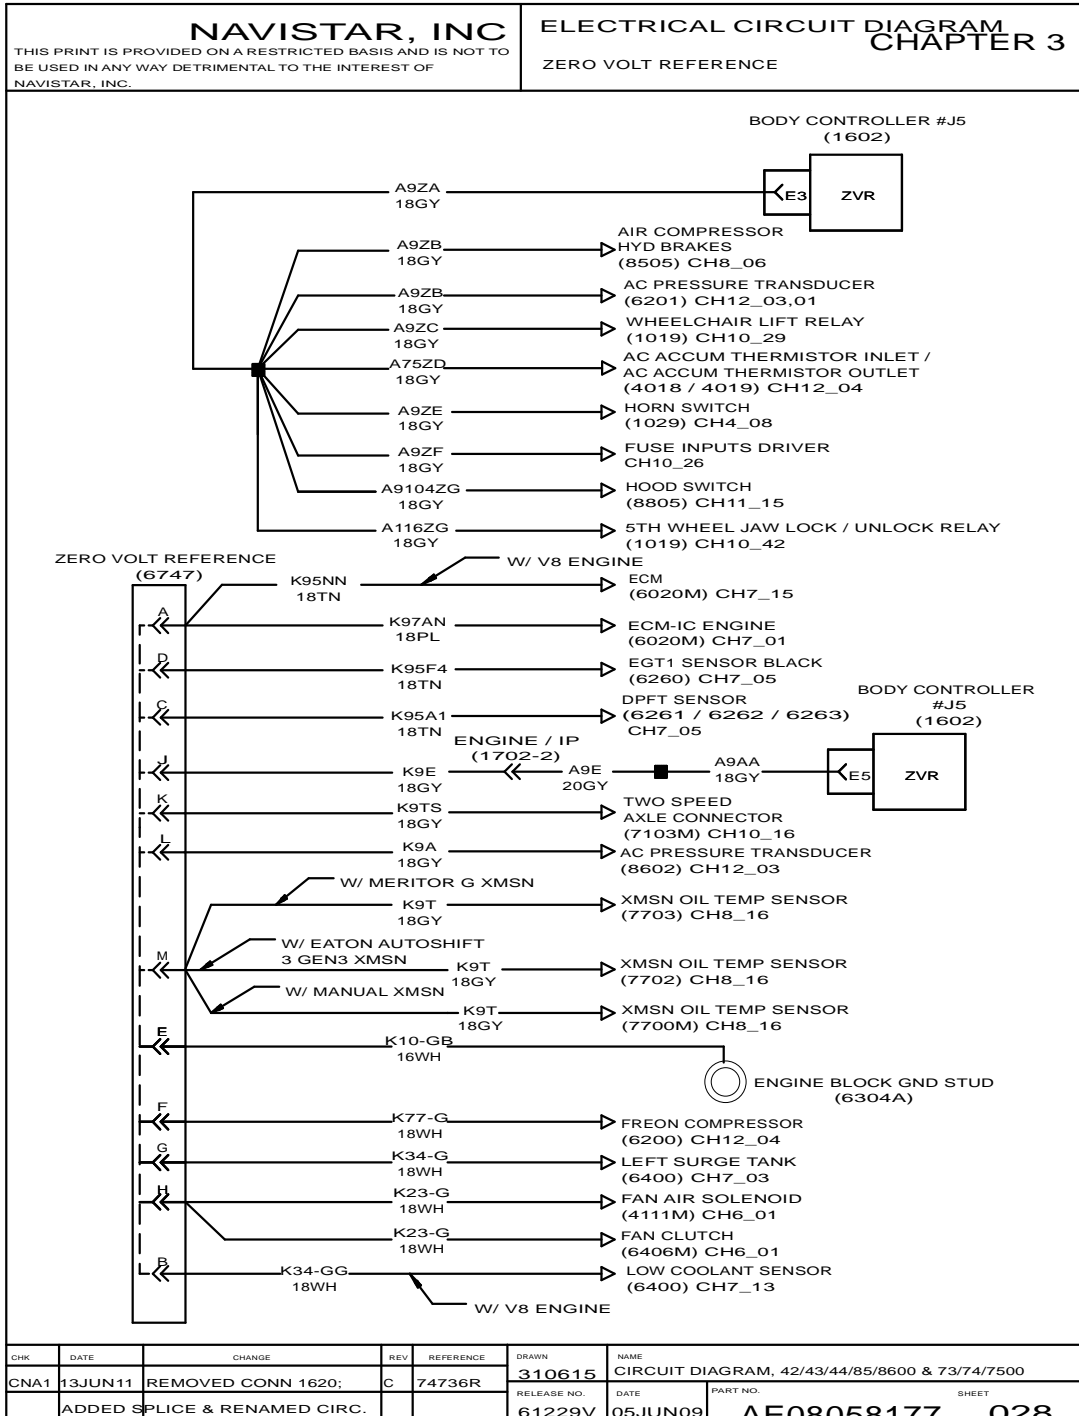 NAVISTAR, INC
THIS PRINT IS PROVIDED ON A RESTRICTED BASIS AND IS NOT TO
BE USED IN ANY WAY DETRIMENTAL TO THE INTEREST OF
NAVISTAR, INC.
ELECTRICAL CIRCUIT DIAGRAM
CHAPTER 3
ZERO VOLT REFERENCE
BODY CONTROLLER #J5
(1602)
E3
ZVR
A9ZA
18GY
A9ZB
18GY
AIR COMPRESSOR
HYD BRAKES
(8505) CH8_06
A9ZB
18GY
AC PRESSURE TRANSDUCER
(6201) CH12_03,01
A9ZC
18GY
WHEELCHAIR LIFT RELAY
(1019) CH10_29
A75ZD
18GY
AC ACCUM THERMISTOR INLET /
AC ACCUM THERMISTOR OUTLET
(4018 / 4019) CH12_04
A9ZE
18GY
HORN SWITCH
(1029) CH4_08
A9ZF
18GY
FUSE INPUTS DRIVER
CH10_26
A9104ZG
18GY
HOOD SWITCH
(8805) CH11_15
A116ZG
18GY
5TH WHEEL JAW LOCK / UNLOCK RELAY
(1019) CH10_42
ZERO VOLT REFERENCE
(6747)
W/ V8 ENGINE
K95NN
18TN
ECM
(6020M) CH7_15
A
K97AN
18PL
ECM-IC ENGINE
(6020M) CH7_01
D
K95F4
18TN
EGT1 SENSOR BLACK
(6260) CH7_05
C
K95A1
18TN
DPFT SENSOR
(6261 / 6262 / 6263)
CH7_05
BODY CONTROLLER
#J5
(1602)
J
K9E
18GY
ENGINE / IP
(1702-2)
A9E
20GY
A9AA
18GY
E5
ZVR
K
K9TS
18GY
TWO SPEED
AXLE CONNECTOR
(7103M) CH10_16
L
K9A
18GY
AC PRESSURE TRANSDUCER
(8602) CH12_03
W/ MERITOR G XMSN
K9T
18GY
XMSN OIL TEMP SENSOR
(7703) CH8_16
M
W/ EATON AUTOSHIFT
3 GEN3 XMSN
K9T
18GY
XMSN OIL TEMP SENSOR
(7702) CH8_16
W/ MANUAL XMSN
K9T
18GY
XMSN OIL TEMP SENSOR
(7700M) CH8_16
E
K10-GB
16WH
ENGINE BLOCK GND STUD
(6304A)
F
K77-G
18WH
FREON COMPRESSOR
(6200) CH12_04
G
K34-G
18WH
LEFT SURGE TANK
(6400) CH7_03
H
K23-G
18WH
FAN AIR SOLENOID
(4111M) CH6_01
K23-G
18WH
FAN CLUTCH
(6406M) CH6_01
B
K34-GG
18WH
LOW COOLANT SENSOR
(6400) CH7_13
W/ V8 ENGINE
CHK DATE CHANGE REV REFERENCE
CNA1 13JUN11 REMOVED CONN 1620; C 74736R
ADDED SPLICE & RENAMED CIRC.
DRAWN
310615
NAME
CIRCUIT DIAGRAM, 42/43/44/85/8600 & 73/74/7500
RELEASE NO.
61229V
DATE
05JUN09
PART NO.
AE08058177
SHEET
028